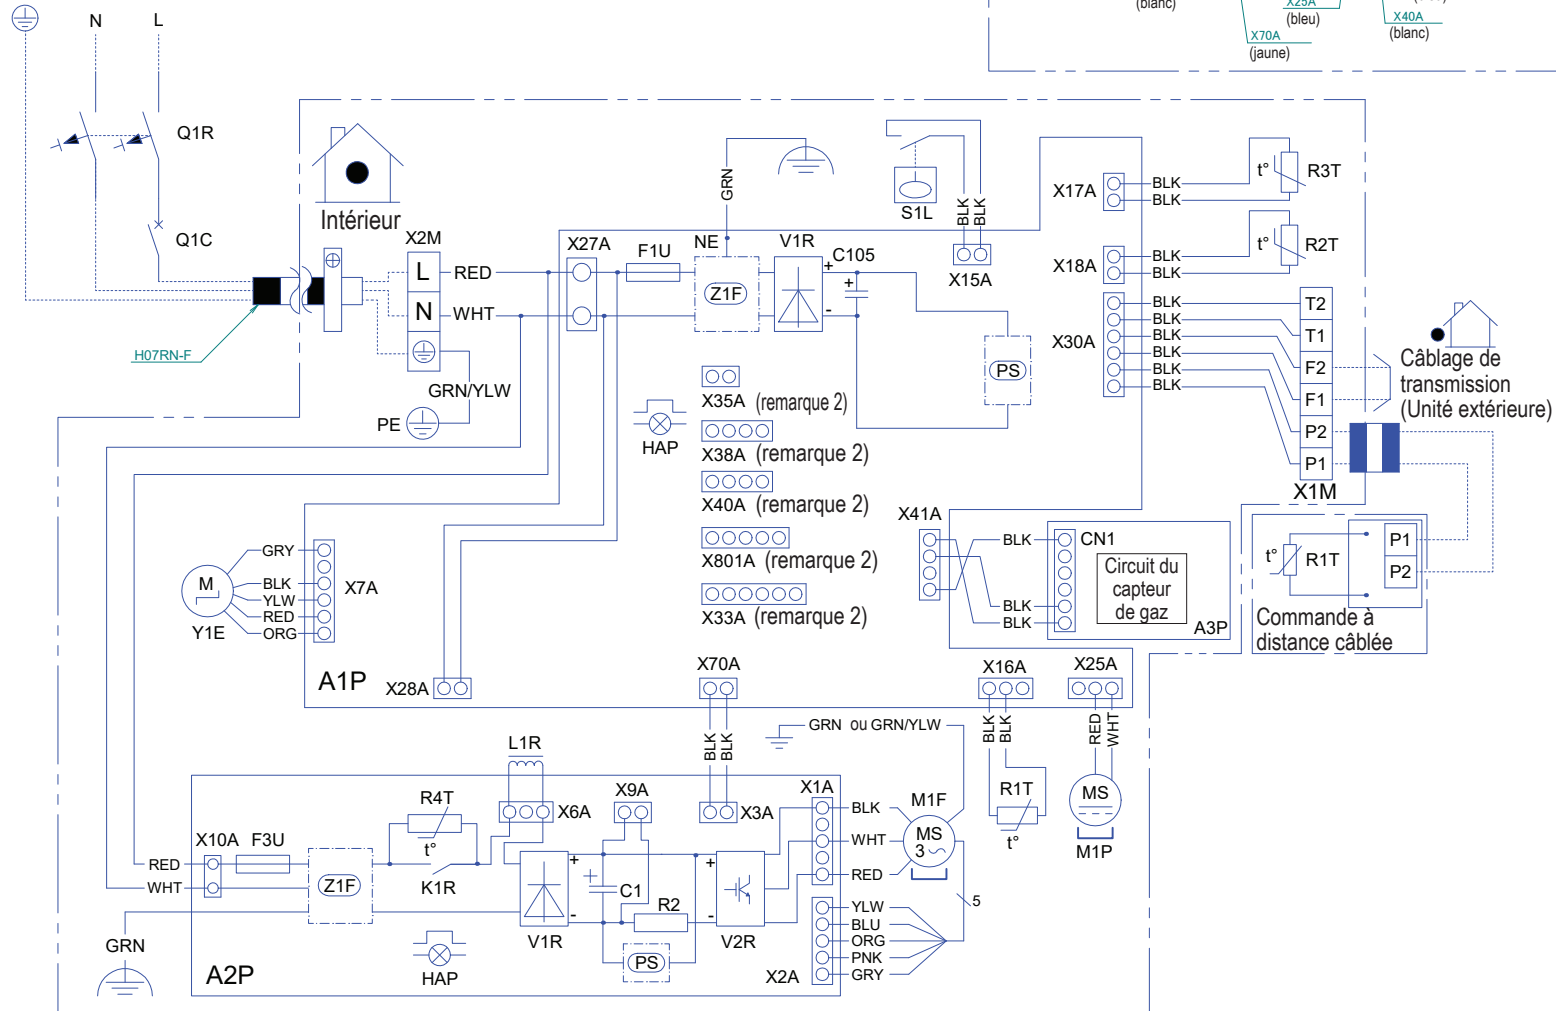 N L
(blanc)
X25A
(bleu)
X40A
(blanc)
X70A
(jaune)
Q1R
Q1C
Intérieur
H07RN-F
X2M
L
N
RED
WHT
GRN/YLW
PE
X27A
F1U
NE
GRN
Z1F
V1R
+
-
C105
+
PS
S1L
BLK
BLK
X15A
X17A
BLK
BLK
t°
R3T
X18A
BLK
BLK
t°
R2T
X30A
BLK
BLK
BLK
BLK
BLK
BLK
T2
T1
F2
F1
P2
P1
X1M
Câblage de
transmission
(Unité extérieure)
HAP
X35A (remarque 2)
X38A (remarque 2)
X40A (remarque 2)
X801A (remarque 2)
X33A (remarque 2)
X41A
BLK
BLK
BLK
CN1
Circuit du
capteur
de gaz
A3P
t°
R1T
P1
P2
Commande à
distance câblée
M
Y1E
GRY
BLK
YLW
RED
ORG
X7A
A1P
X28A
X70A
BLK
BLK
X16A
BLK
BLK
R1T
t°
X25A
RED
WHT
MS
M1P
GRN ou GRN/YLW
L1R
X6A
X9A
X3A
X1A
BLK
WHT
RED
M1F
MS
3
5
X10A
RED
WHT
F3U
Z1F
R4T
t°
K1R
V1R
+
-
+
C1
R2
PS
+
-
V2R
YLW
BLU
ORG
PNK
GRY
X2A
GRN
A2P
HAP